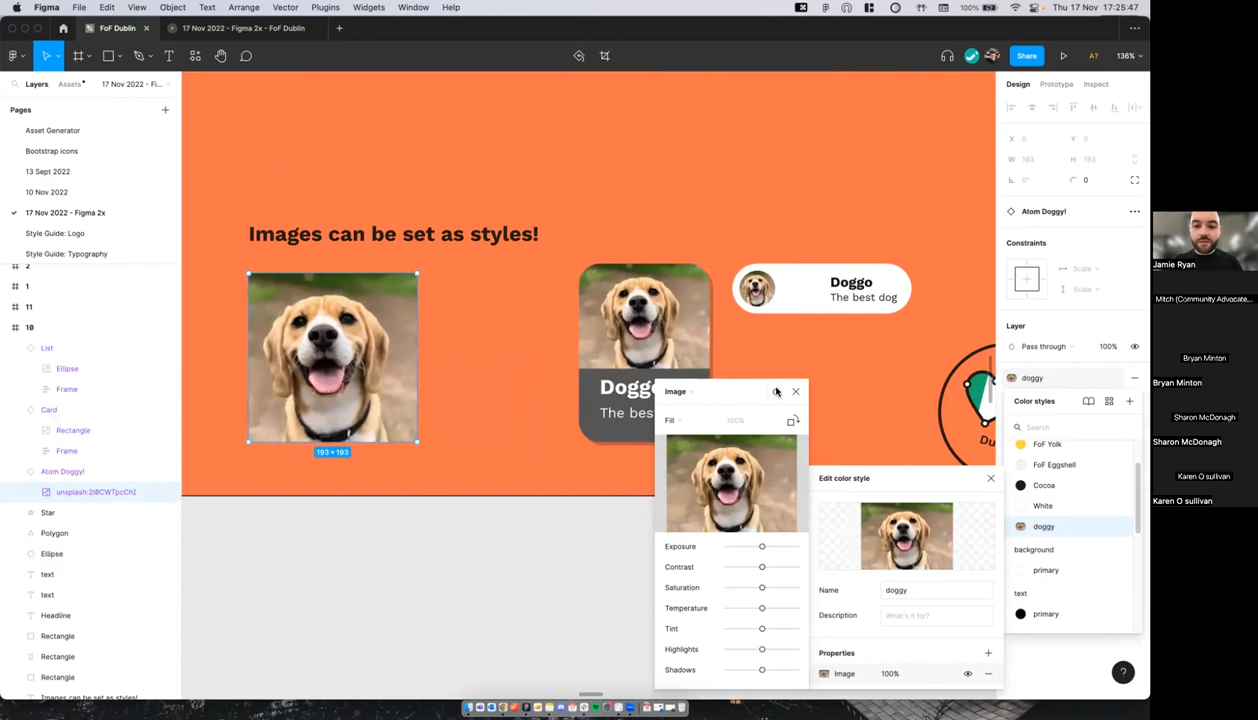 Figma File Edit View Object Text Arrange Vector Plugins Widgets Window Help
100% Thu 17 Nov 17:25:47
FoF Dublin
17 Nov 2022 - Figma 2x - FoF Dublin
Share
A?
136%
Layers
Assets
17 Nov 2022 - Fi...
Pages
Asset Generator
Bootstrap icons
13 Sept 2022
10 Nov 2022
17 Nov 2022 - Figma 2x
Style Guide: Logo
Style Guide: Typography
2
1
11
10
List
Ellipse
Frame
Card
Rectangle
Frame
Atom Doggy!
unsplash:2l0CWTpcChI
Star
Polygon
Ellipse
text
text
Headline
Rectangle
Rectangle
Rectangle
Images can be set as styles!
Images can be set as styles!
193 × 193
Doggo
The best dog
Dogg
The bes
Du
Image
Fill
100%
Exposure
Contrast
Saturation
Temperature
Tint
Highlights
Shadows
Edit color style
Name
doggy
Description
What's it for?
Properties
Image
100%
Design
Prototype
Inspect
X 0
Y 0
W 193
H 193
0°
0
Atom Doggy!
Constraints
Scale
Scale
Layer
Pass through
100%
doggy
Color styles
Search
FoF Yolk
FoF Eggshell
Cocoa
White
doggy
background
primary
text
primary
?
Jamie Ryan
Mitch (Community Advocate,...
Bryan Minton
Bryan Minton
Sharon McDonagh
Sharon McDonagh
Karen O sullivan
Karen O sullivan